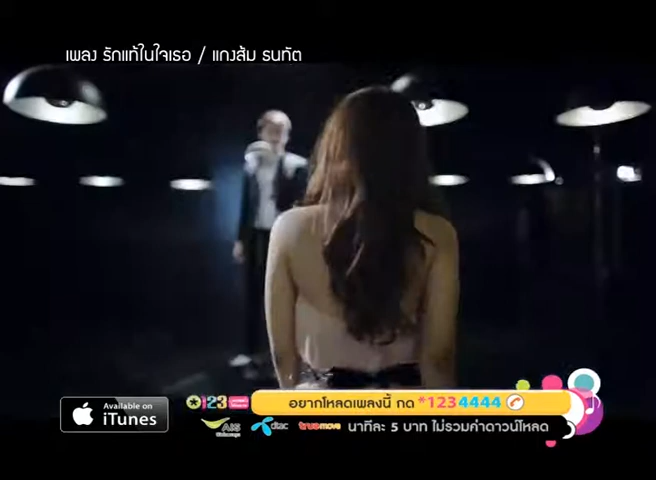 เพลง รักแท้ในใจเธอ / แกงส้ม ธนทัต
Available on
iTunes
*123
อยากโหลดเพลงนี้ กด *1234444
AIS
dtac
truemove
นาทีละ 5 บาท ไม่รวมค่าดาวน์โหลด